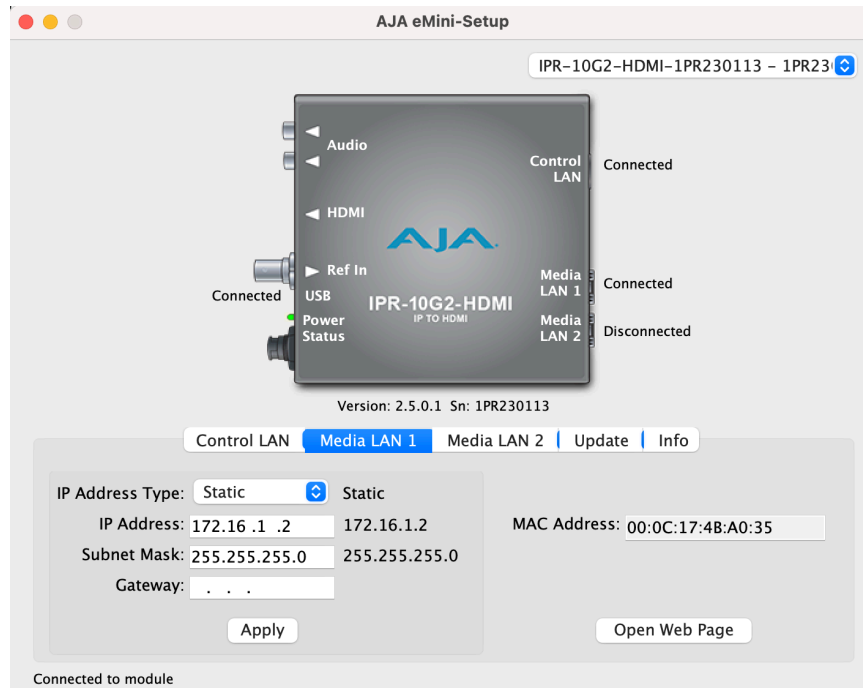 AJA eMini-Setup
IPR-10G2-HDMI-1PR230113 - 1PR23
Audio
Control LAN
Connected
HDMI
AJA
Ref In
Connected
USB
Media LAN 1
Connected
IPR-10G2-HDMI
IP TO HDMI
Power
Status
Media LAN 2
Disconnected
Version: 2.5.0.1 Sn: 1PR230113
Control LAN Media LAN 1 Media LAN 2 Update Info
IP Address Type: Static Static
IP Address: 172.16 .1 .2 172.16.1.2
MAC Address: 00:0C:17:4B:A0:35
Subnet Mask: 255.255.255.0 255.255.255.0
Gateway: . . .
Apply
Open Web Page
Connected to module